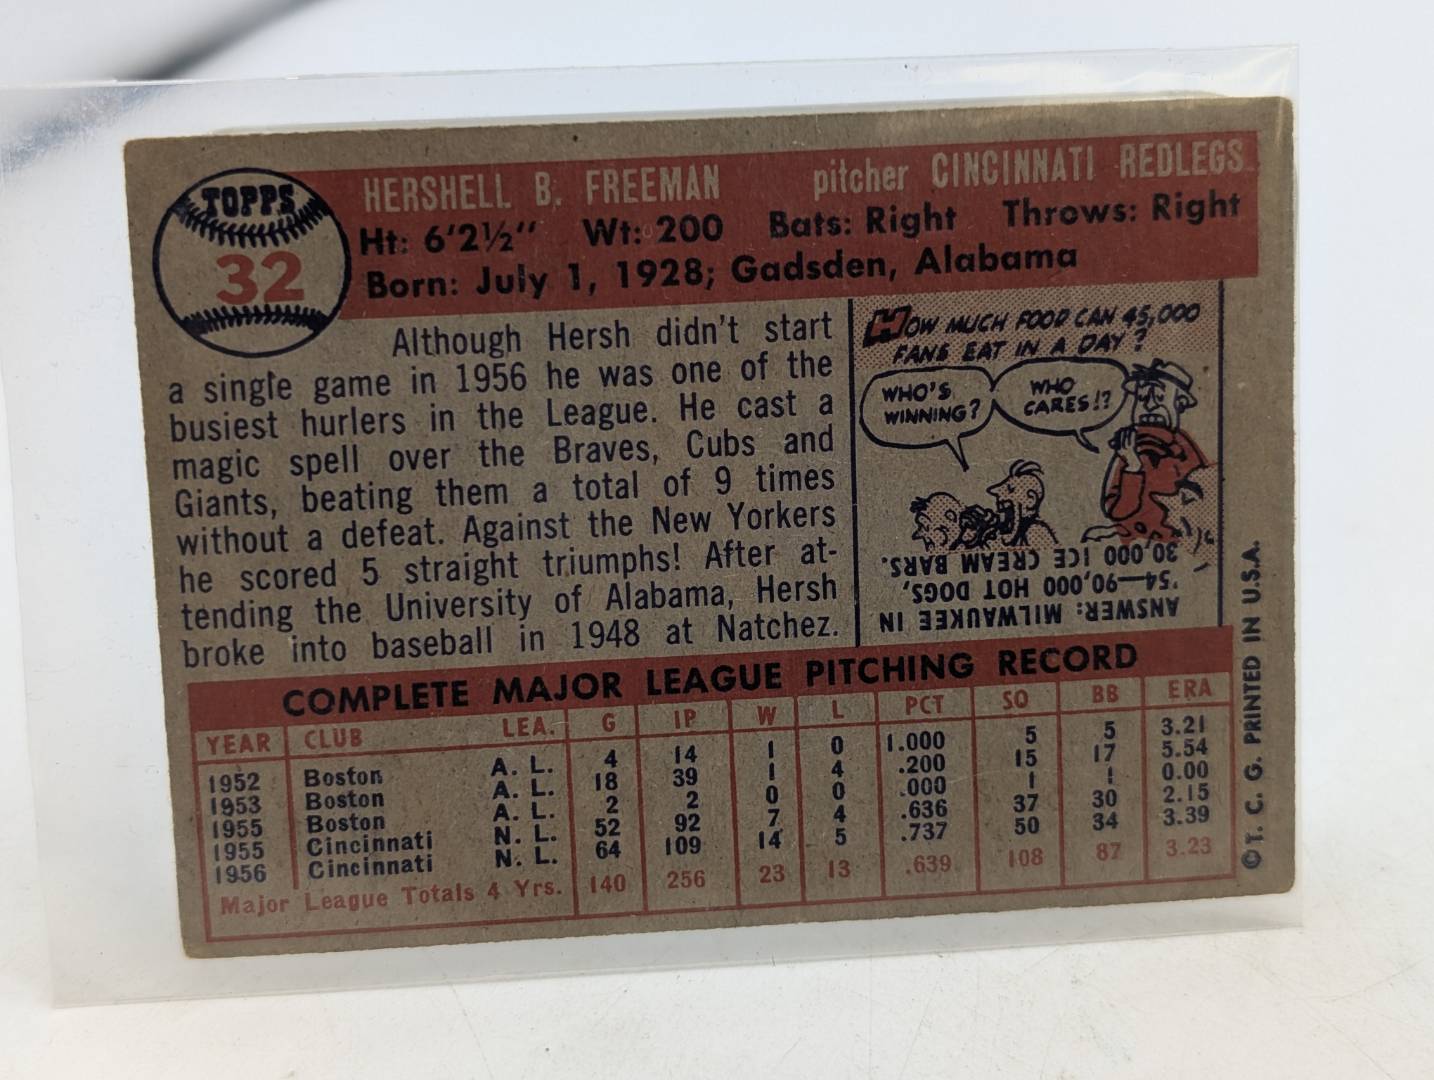 TOPPS
32
HERSHELL B. FREEMAN pitcher CINCINNATI REDLEGS
Ht: 6'2½" Wt: 200 Bats: Right Throws: Right
Born: July 1, 1928; Gadsden, Alabama
Although Hersh didn't start
a single game in 1956 he was one of the
busiest hurlers in the League. He cast a
magic spell over the Braves, Cubs and
Giants, beating them a total of 9 times
without a defeat. Against the New Yorkers
he scored 5 straight triumphs! After at-
tending the University of Alabama, Hersh
broke into baseball in 1948 at Natchez.
HOW MUCH FOOD CAN 45,000
FANS EAT IN A DAY?
WHO'S
WINNING?
WHO
CARES!?
ANSWER: MILWAUKEE IN
'54—90,000 HOT DOGS,
30,000 ICE CREAM BARS.
COMPLETE MAJOR LEAGUE PITCHING RECORD
YEAR CLUB LEA. G IP W L PCT SO BB ERA
1952 Boston A. L. 4 14 1 0 1.000 5 5 3.21
1953 Boston A. L. 18 39 1 4 .200 15 17 5.54
1955 Boston A. L. 2 2 0 0 .000 1 1 0.00
1955 Cincinnati N. L. 52 92 7 4 .636 37 30 2.15
1956 Cincinnati N. L. 64 109 14 5 .737 50 34 3.39
Major League Totals 4 Yrs. 140 256 23 13 .639 108 87 3.23
©T. C. G. PRINTED IN U.S.A.